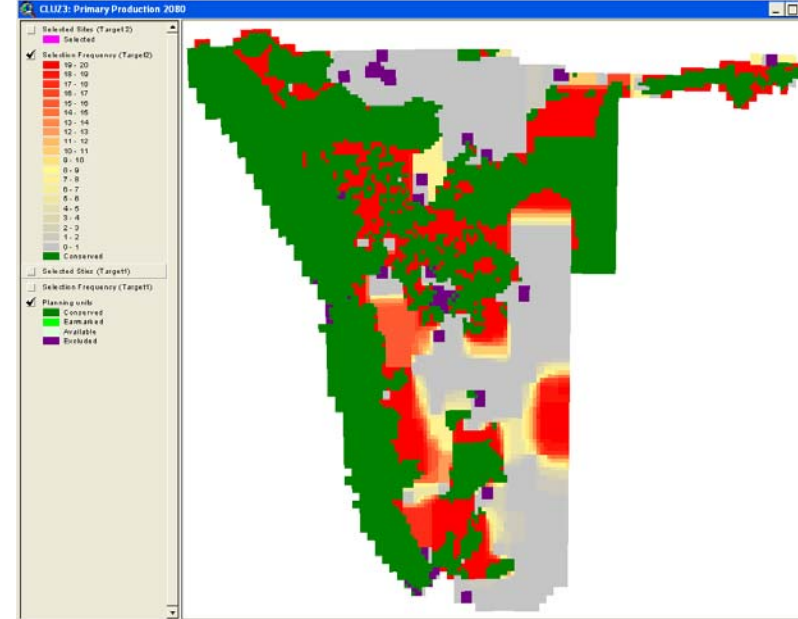 CLUZ3: Primary Production 2080
Selected Sites (Target2)
Selected
Selection Frequency (Target2)
19 - 20
18 - 19
17 - 18
16 - 17
15 - 16
14 - 15
13 - 14
12 - 13
11 - 12
10 - 11
9 - 10
8 - 9
7 - 8
6 - 7
5 - 6
4 - 5
3 - 4
2 - 3
1 - 2
0 - 1
Conserved
Selected Sites (Target1)
Selection Frequency (Target1)
Planning units
Conserved
Earmarked
Available
Excluded